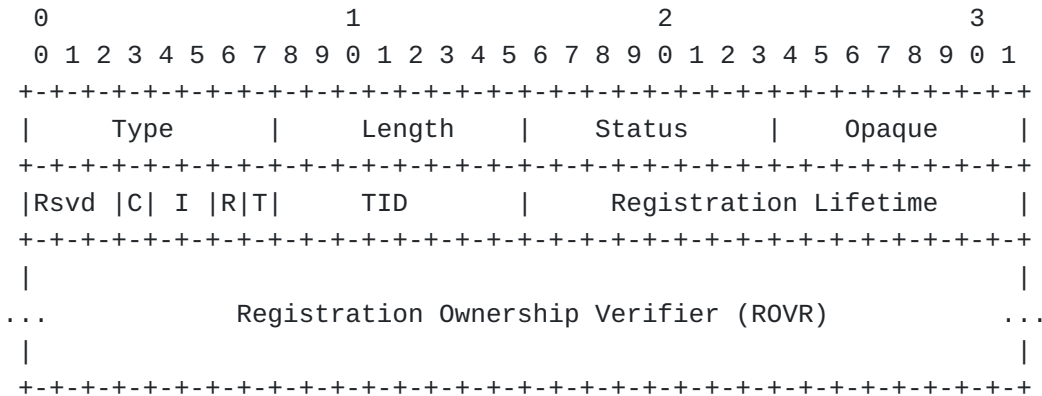 0                   1                   2                   3
 0 1 2 3 4 5 6 7 8 9 0 1 2 3 4 5 6 7 8 9 0 1 2 3 4 5 6 7 8 9 0 1
+-+-+-+-+-+-+-+-+-+-+-+-+-+-+-+-+-+-+-+-+-+-+-+-+-+-+-+-+-+-+-+-+
|     Type      |     Length    |    Status     |    Opaque     |
+-+-+-+-+-+-+-+-+-+-+-+-+-+-+-+-+-+-+-+-+-+-+-+-+-+-+-+-+-+-+-+-+
|Rsvd |C| I |R|T|     TID       |     Registration Lifetime     |
+-+-+-+-+-+-+-+-+-+-+-+-+-+-+-+-+-+-+-+-+-+-+-+-+-+-+-+-+-+-+-+-+
|                                                               |
...            Registration Ownership Verifier (ROVR)           ...
|                                                               |
+-+-+-+-+-+-+-+-+-+-+-+-+-+-+-+-+-+-+-+-+-+-+-+-+-+-+-+-+-+-+-+-+